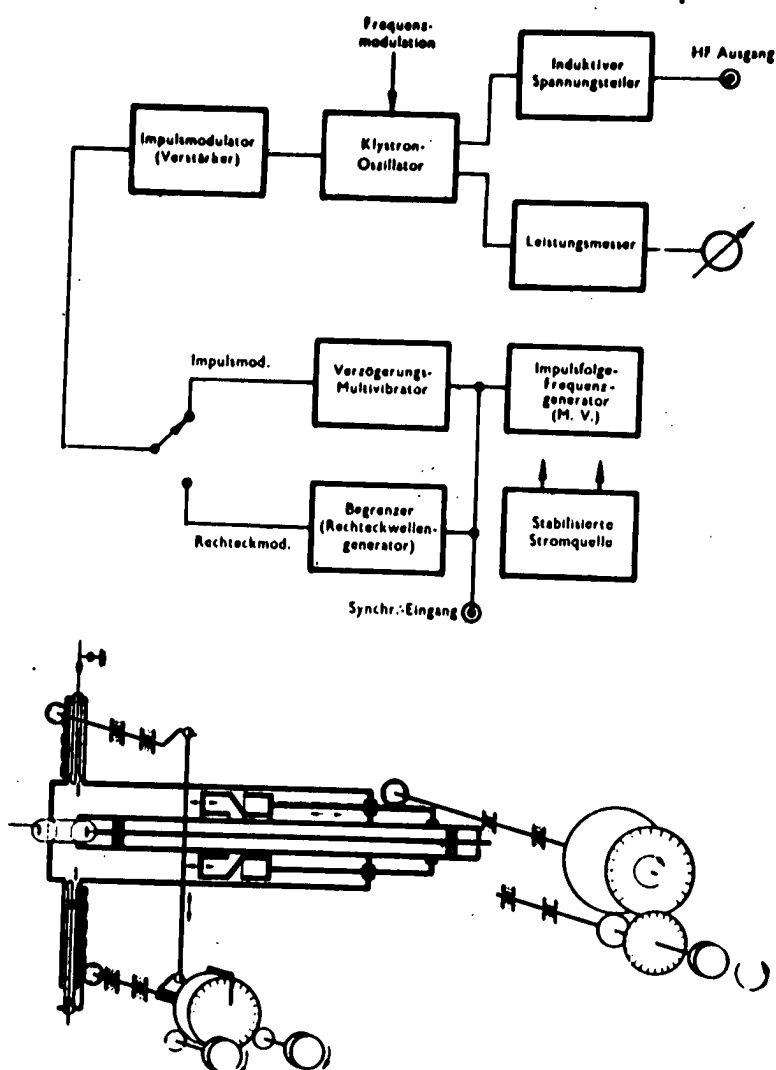 Frequenz-
modulation
Induktiver
Spannungsteiler
HF Ausgang
Impulsmodulator
(Verstärker)
Klystron-
Oszillator
Leistungsmesser
Impulsmod.
Verzögerungs-
Multivibrator
Impulsfolge-
Frequenz-
generator
(M. V.)
Rechteckmod.
Begrenzer
(Rechteckwellen-
generator)
Stabilisierte
Stromquelle
Synchr.-Eingang